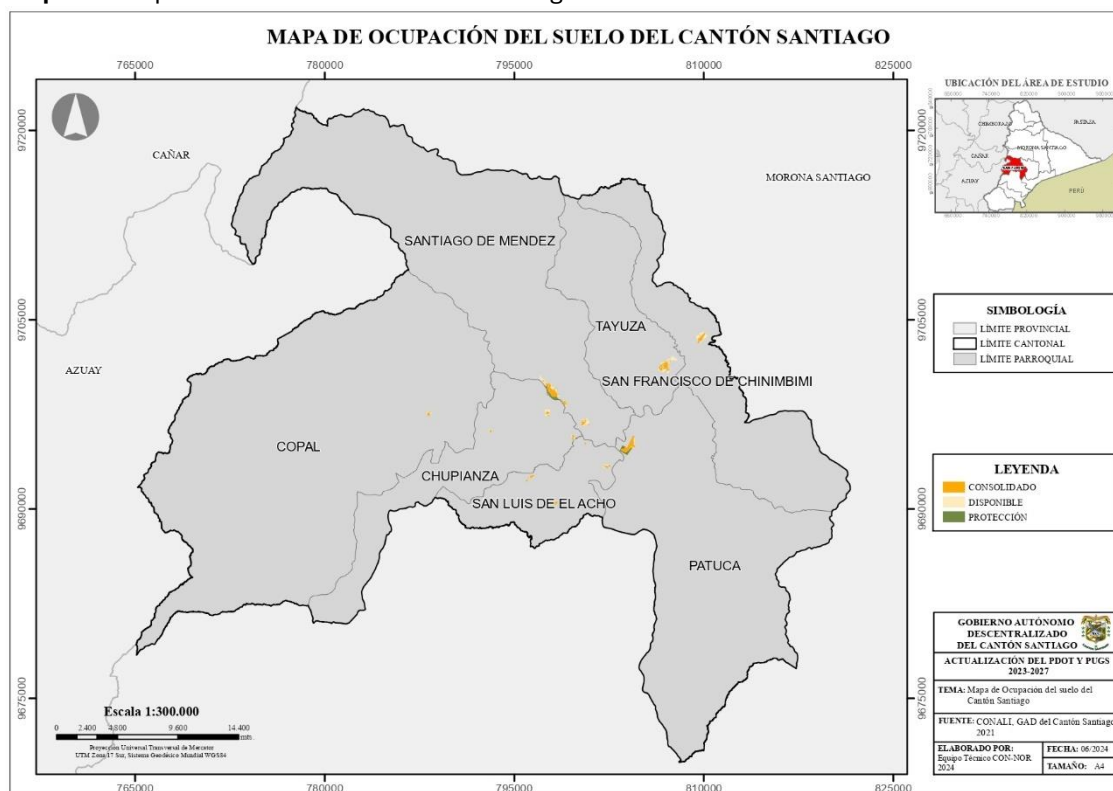 MAPA DE OCUPACIÓN DEL SUELO DEL CANTÓN SANTIAGO
765000 780000 795000 810000 825000
9720000
9705000
9690000
9675000
CAÑAR
MORONA SANTIAGO
AZUAY
SANTIAGO DE MENDEZ
TAYUZA
SAN FRANCISCO DE CHINIMBIMI
COPAL
CHUPIANZA
SAN LUIS DE EL ACHO
PATUCA
Escala 1:300.000
0 2.400 4.800 9.600 14.400
mts
Proyección Universal Transversal de Mercator
UTM Zona 17 Sur, Sistema Geodésico Mundial WGS84
765000 780000 795000 810000 825000
9720000
9705000
9690000
9675000
UBICACIÓN DEL ÁREA DE ESTUDIO
CHIMBORAZO
PASTAZA
MORONA SANTIAGO
CAÑAR
AZUAY
PERÚ
SIMBOLOGÍA
LÍMITE PROVINCIAL
LÍMITE CANTONAL
LÍMITE PARROQUIAL
LEYENDA
CONSOLIDADO
DISPONIBLE
PROTECCIÓN
GOBIERNO AUTÓNOMO
DESCENTRALIZADO
DEL CANTÓN SANTIAGO
ACTUALIZACIÓN DEL PDOT Y PUGS
2023-2027
TEMA: Mapa de Ocupación del suelo del
Cantón Santiago
FUENTE: CONALI, GAD del Cantón Santiago
2021
ELABORADO POR:
Equipo Técnico CON-NOR
2024
FECHA: 06/2024
TAMAÑO: A4